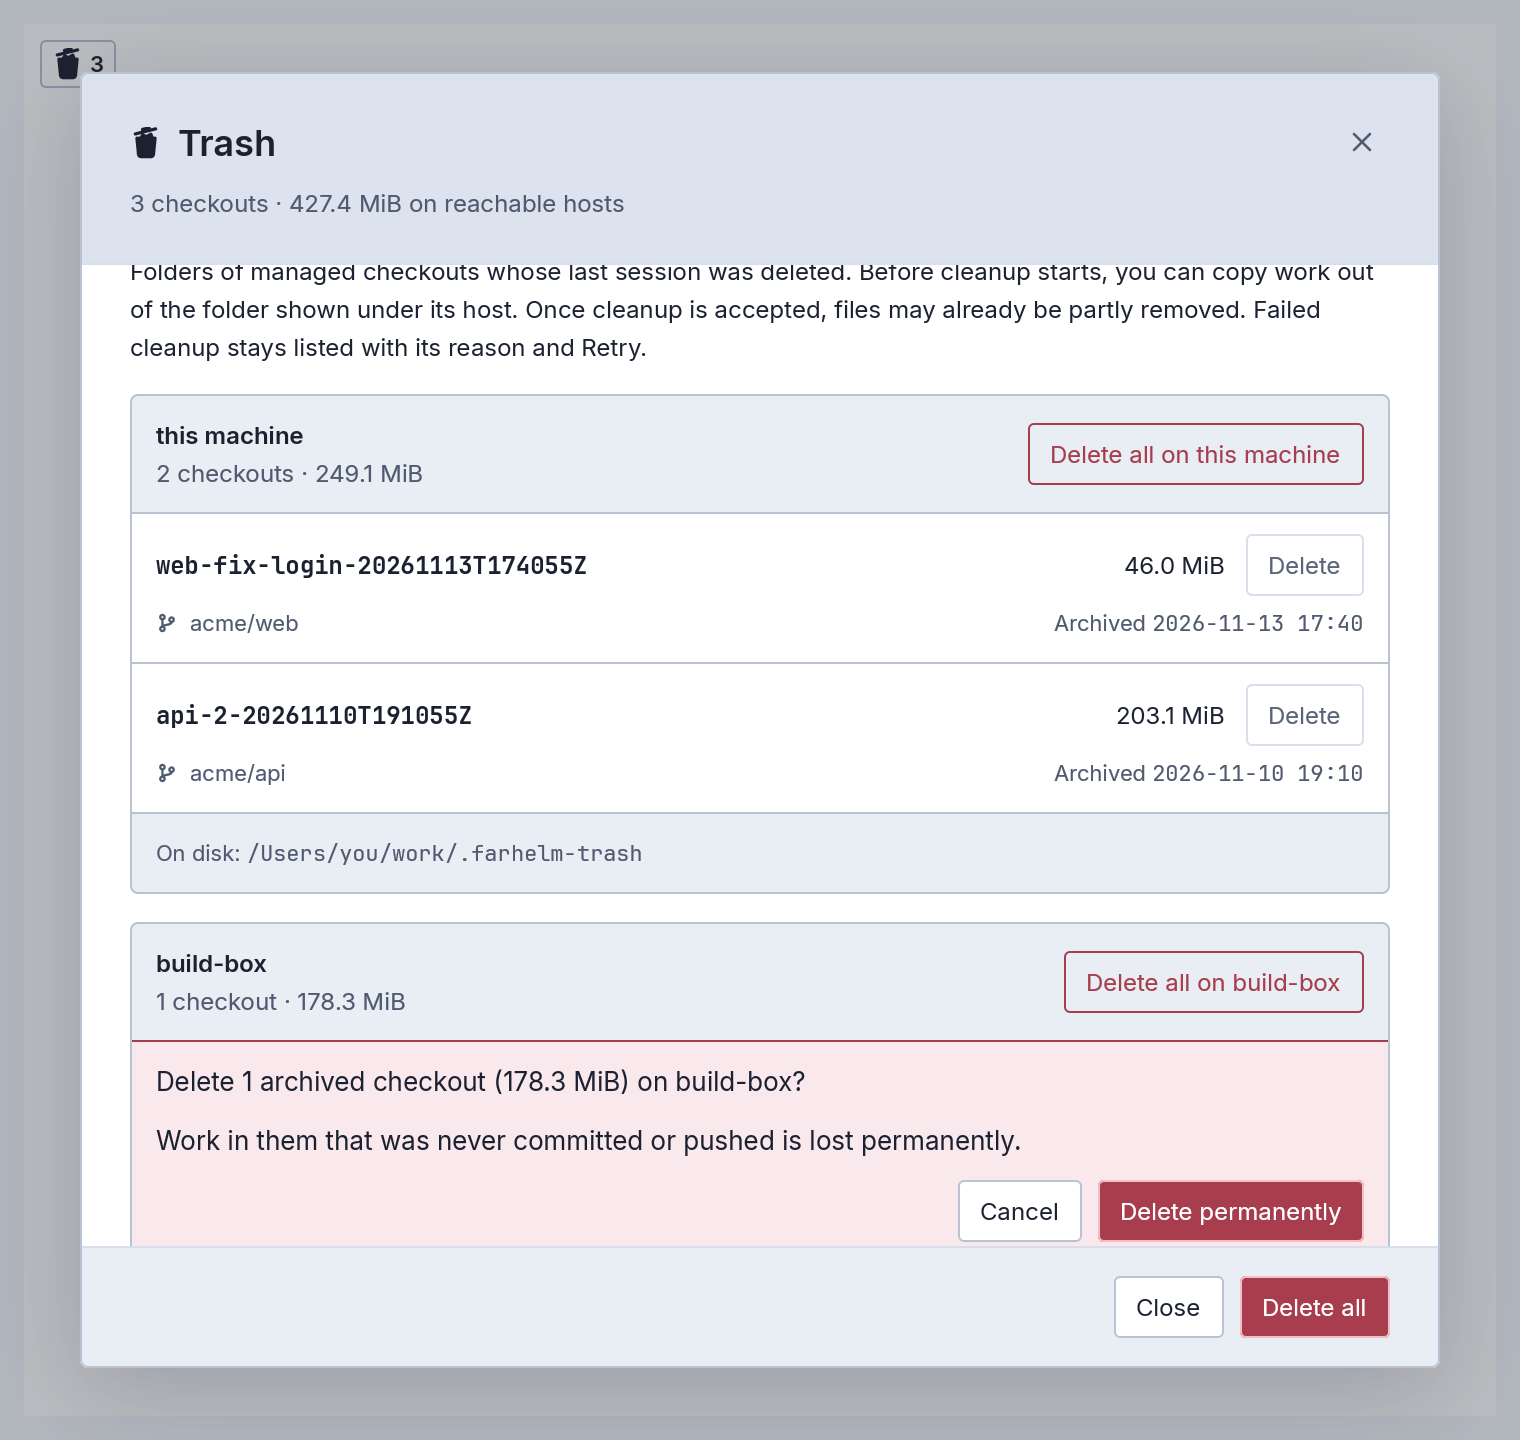 3
Trash
3 checkouts · 427.4 MiB on reachable hosts
Folders of managed checkouts whose last session was deleted. Before cleanup starts, you can copy work out
of the folder shown under its host. Once cleanup is accepted, files may already be partly removed. Failed
cleanup stays listed with its reason and Retry.
this machine
2 checkouts · 249.1 MiB
Delete all on this machine
web-fix-login-20261113T174055Z
46.0 MiB
Delete
acme/web
Archived 2026-11-13 17:40
api-2-20261110T191055Z
203.1 MiB
Delete
acme/api
Archived 2026-11-10 19:10
On disk: /Users/you/work/.farhelm-trash
build-box
1 checkout · 178.3 MiB
Delete all on build-box
Delete 1 archived checkout (178.3 MiB) on build-box?
Work in them that was never committed or pushed is lost permanently.
Cancel
Delete permanently
Close
Delete all